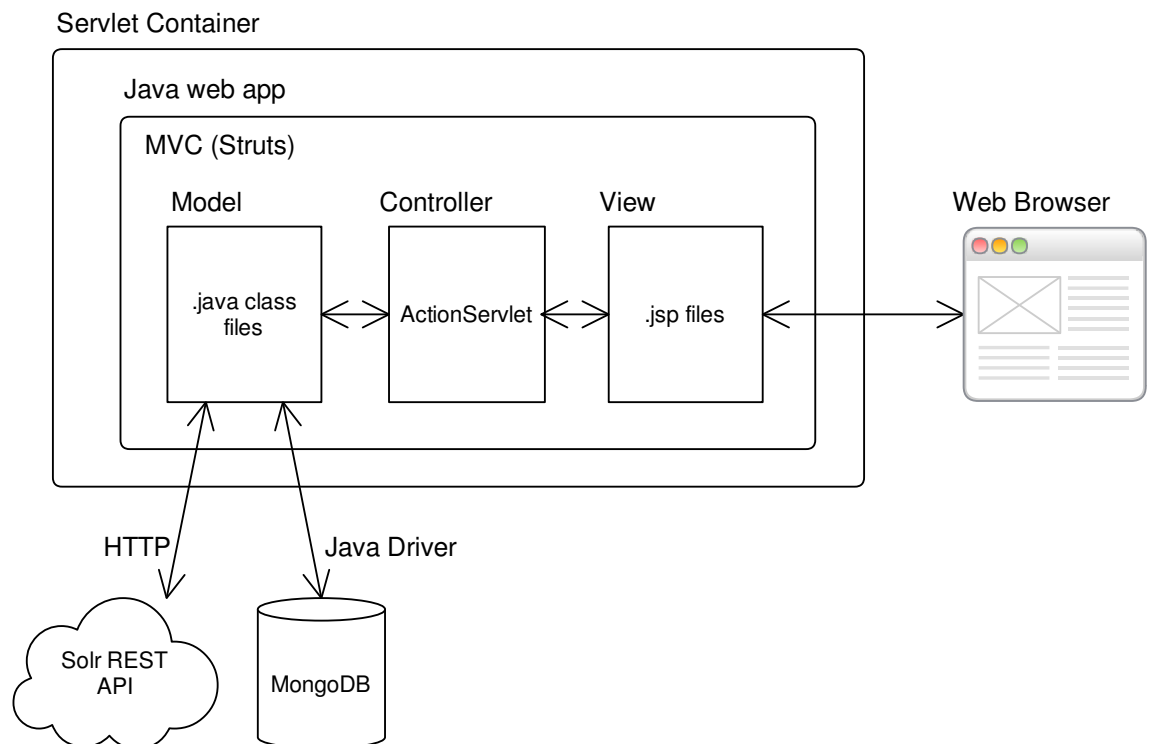 Servlet Container
Java web app
MVC (Struts)
Model
Controller
View
Web Browser
.java class
files
ActionServlet
.jsp files
HTTP
Java Driver
Solr REST
API
MongoDB